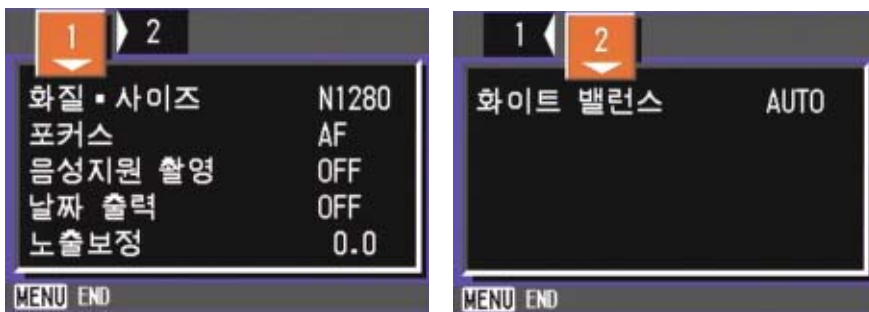 1 2
화질▪사이즈 N1280
포커스 AF
음성지원 촬영 OFF
날짜 출력 OFF
노출보정 0.0
MENU END
1 2
화이트 밸런스 AUTO
MENU END